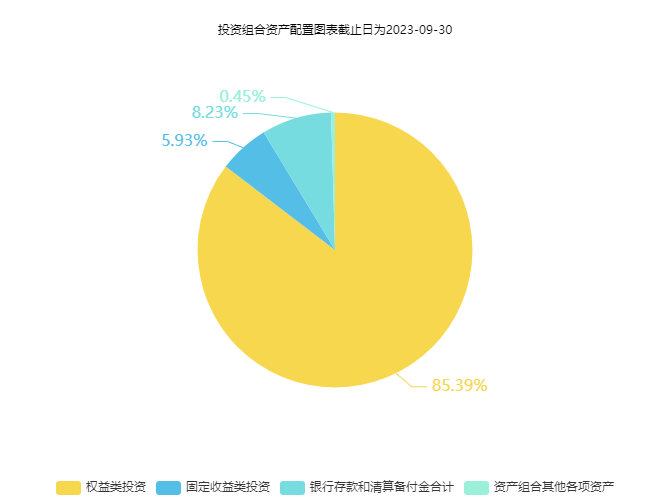 投资组合资产配置图表截止日为2023-09-30
0.45%
8.23%
5.93%
85.39%
权益类投资 固定收益类投资 银行存款和清算备付金合计 资产组合其他各项资产